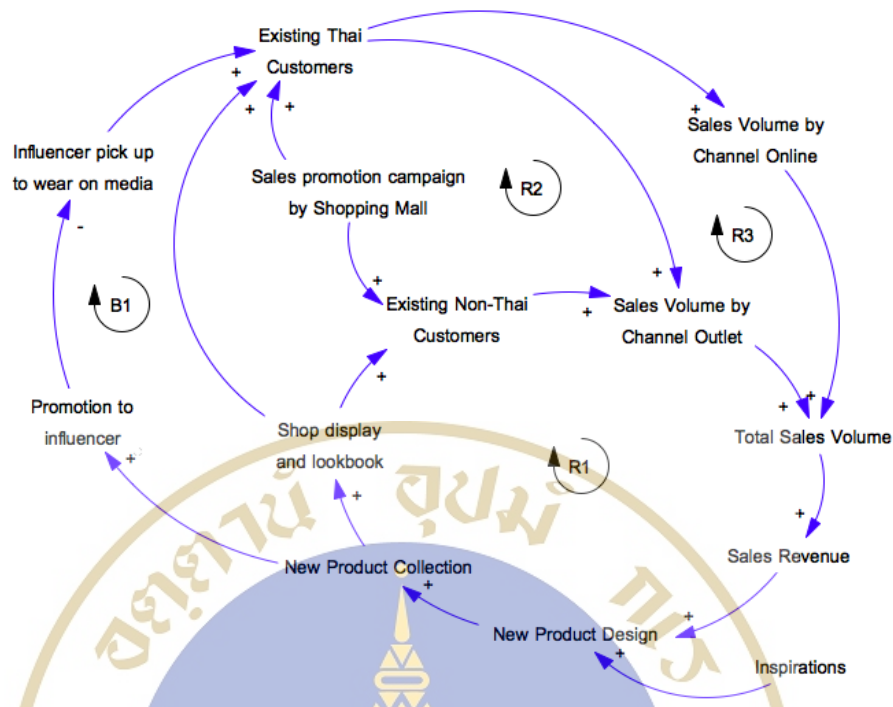 Existing Thai
Customers
+
+
+
+
Sales Volume by
Channel Online
Influencer pick up
to wear on media
-
Sales promotion campaign
by Shopping Mall
R2
R3
B1
+
+
Existing Non-Thai
Customers
+
Sales Volume by
Channel Outlet
+
Promotion to
influencer
+
Shop display
and lookbook
+
+
+
Total Sales Volume
R1
+
+
Sales Revenue
New Product Collection
+
+
New Product Design
+
Inspirations